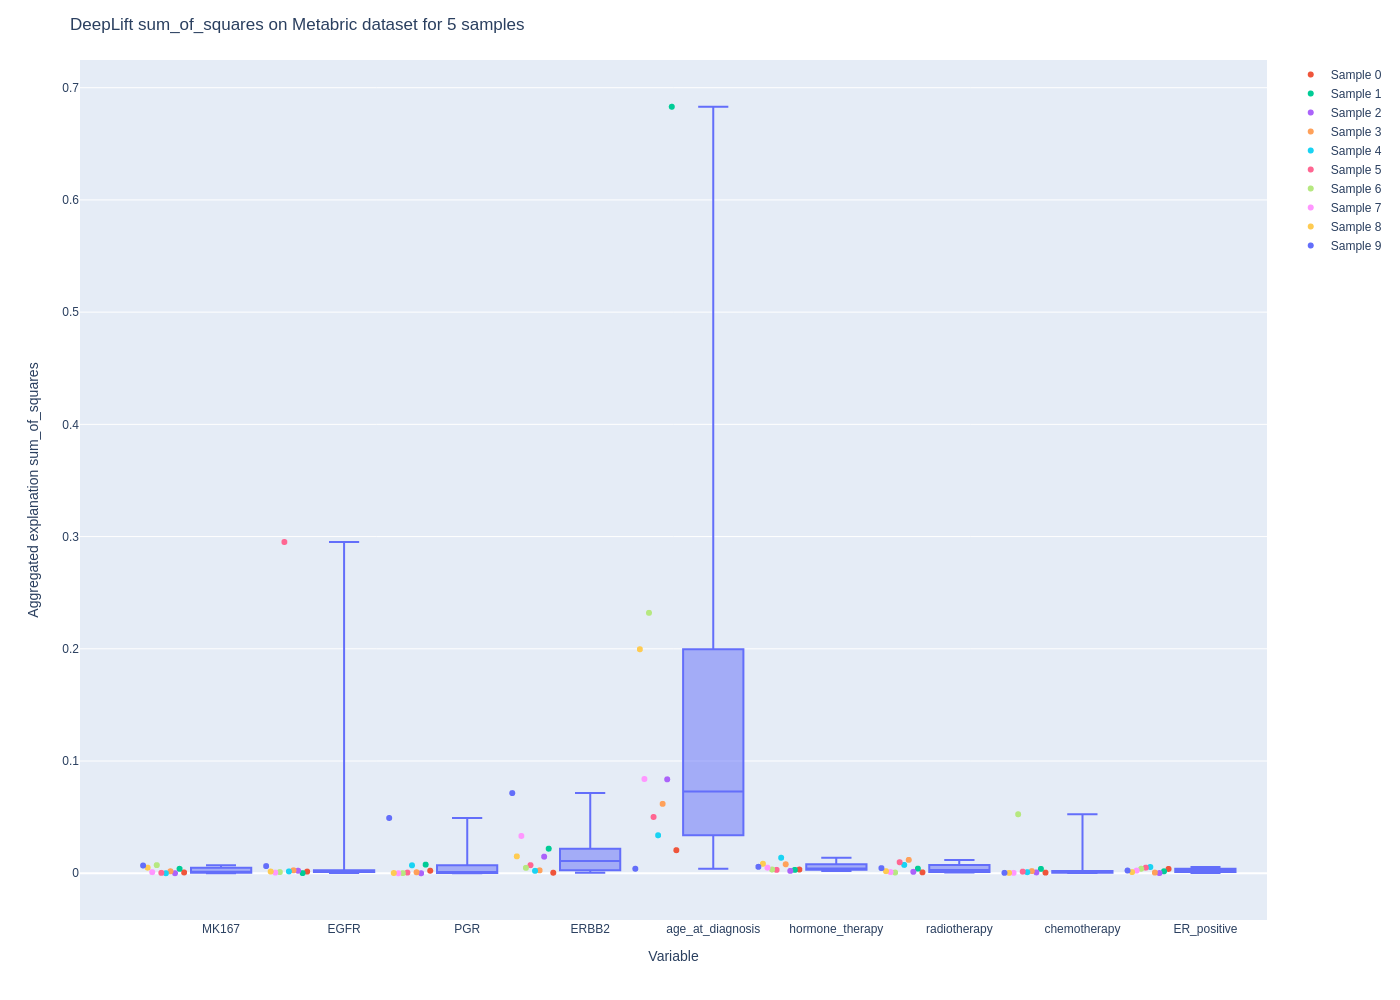 DeepLift sum_of_squares on Metabric dataset for 5 samples
Sample 0
Sample 1
Sample 2
Sample 3
Sample 4
Sample 5
Sample 6
Sample 7
Sample 8
Sample 9
Aggregated explanation sum_of_squares
0.7
0.6
0.5
0.4
0.3
0.2
0.1
0
MK167 EGFR PGR ERBB2 age_at_diagnosis hormone_therapy radiotherapy chemotherapy ER_positive
Variable